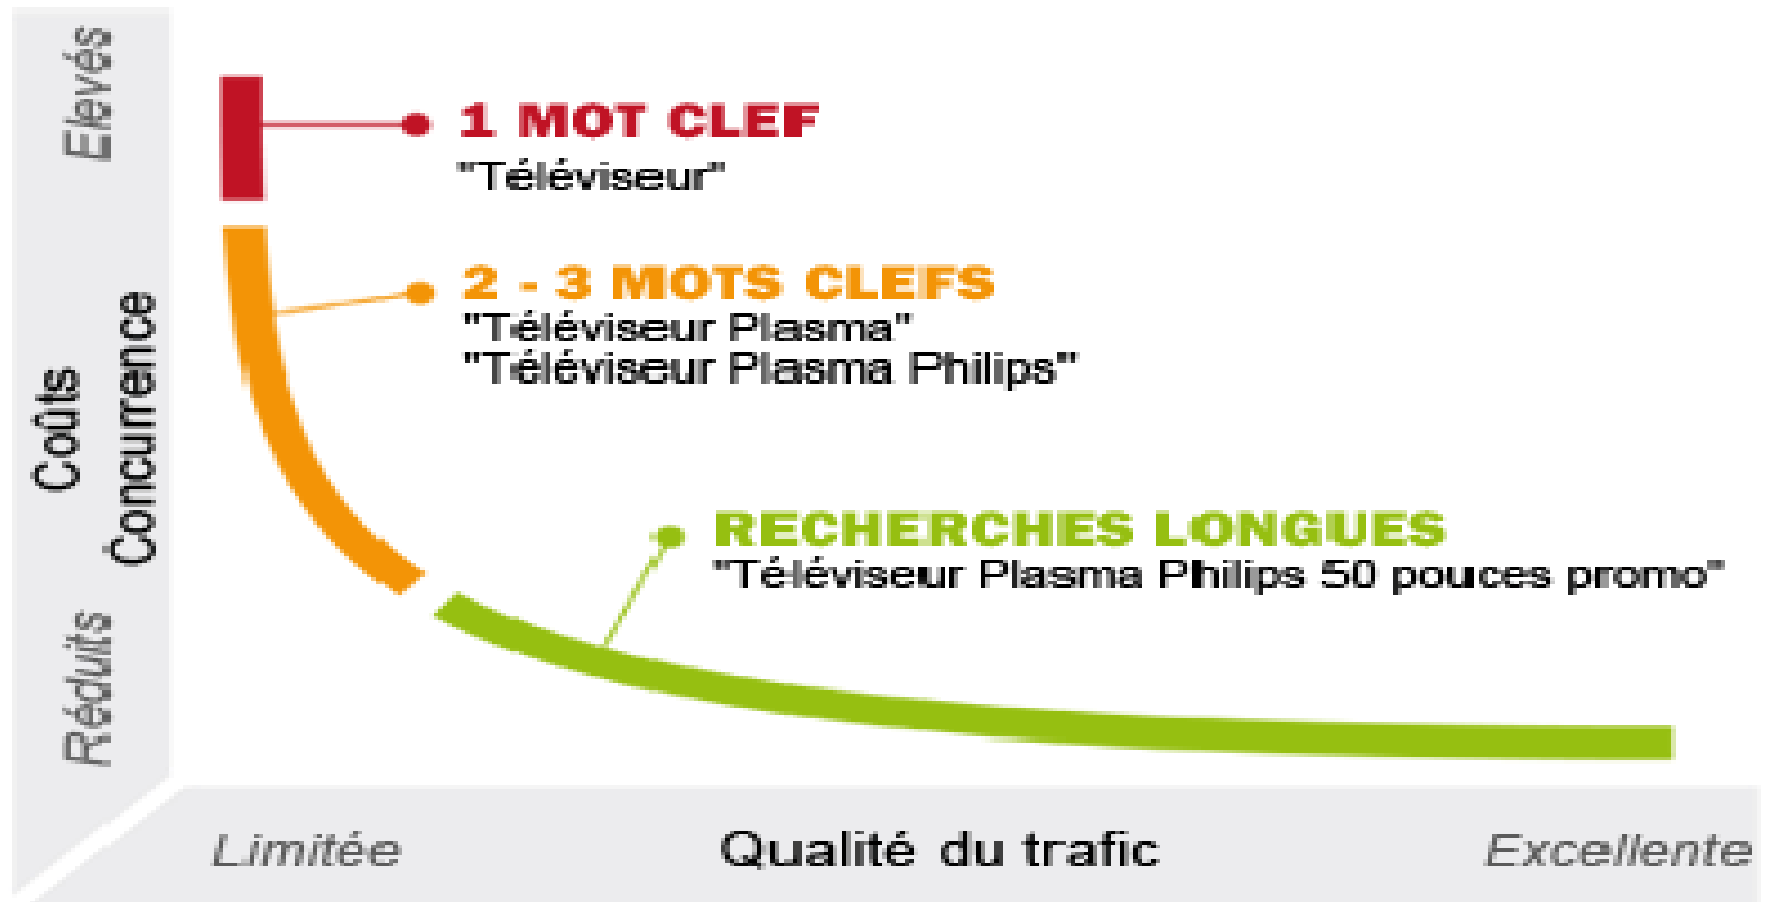 Elevés
Coûts
Concurrence
Réduits
1 MOT CLEF
"Téléviseur"
2 - 3 MOTS CLEFS
"Téléviseur Plasma"
"Téléviseur Plasma Philips"
RECHERCHES LONGUES
"Téléviseur Plasma Philips 50 pouces promo"
Limitée
Qualité du trafic
Excellente